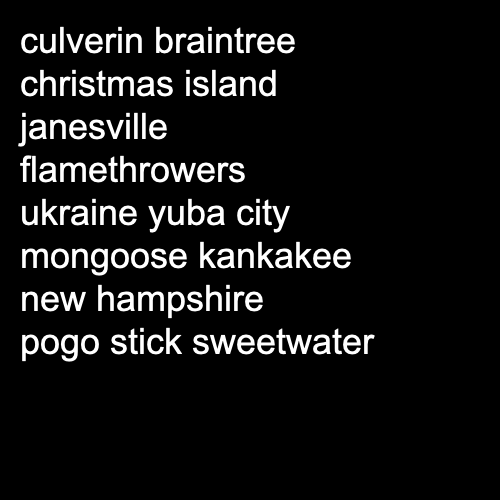 culverin braintree
christmas island
janesville
flamethrowers
ukraine yuba city
mongoose kankakee
new hampshire
pogo stick sweetwater